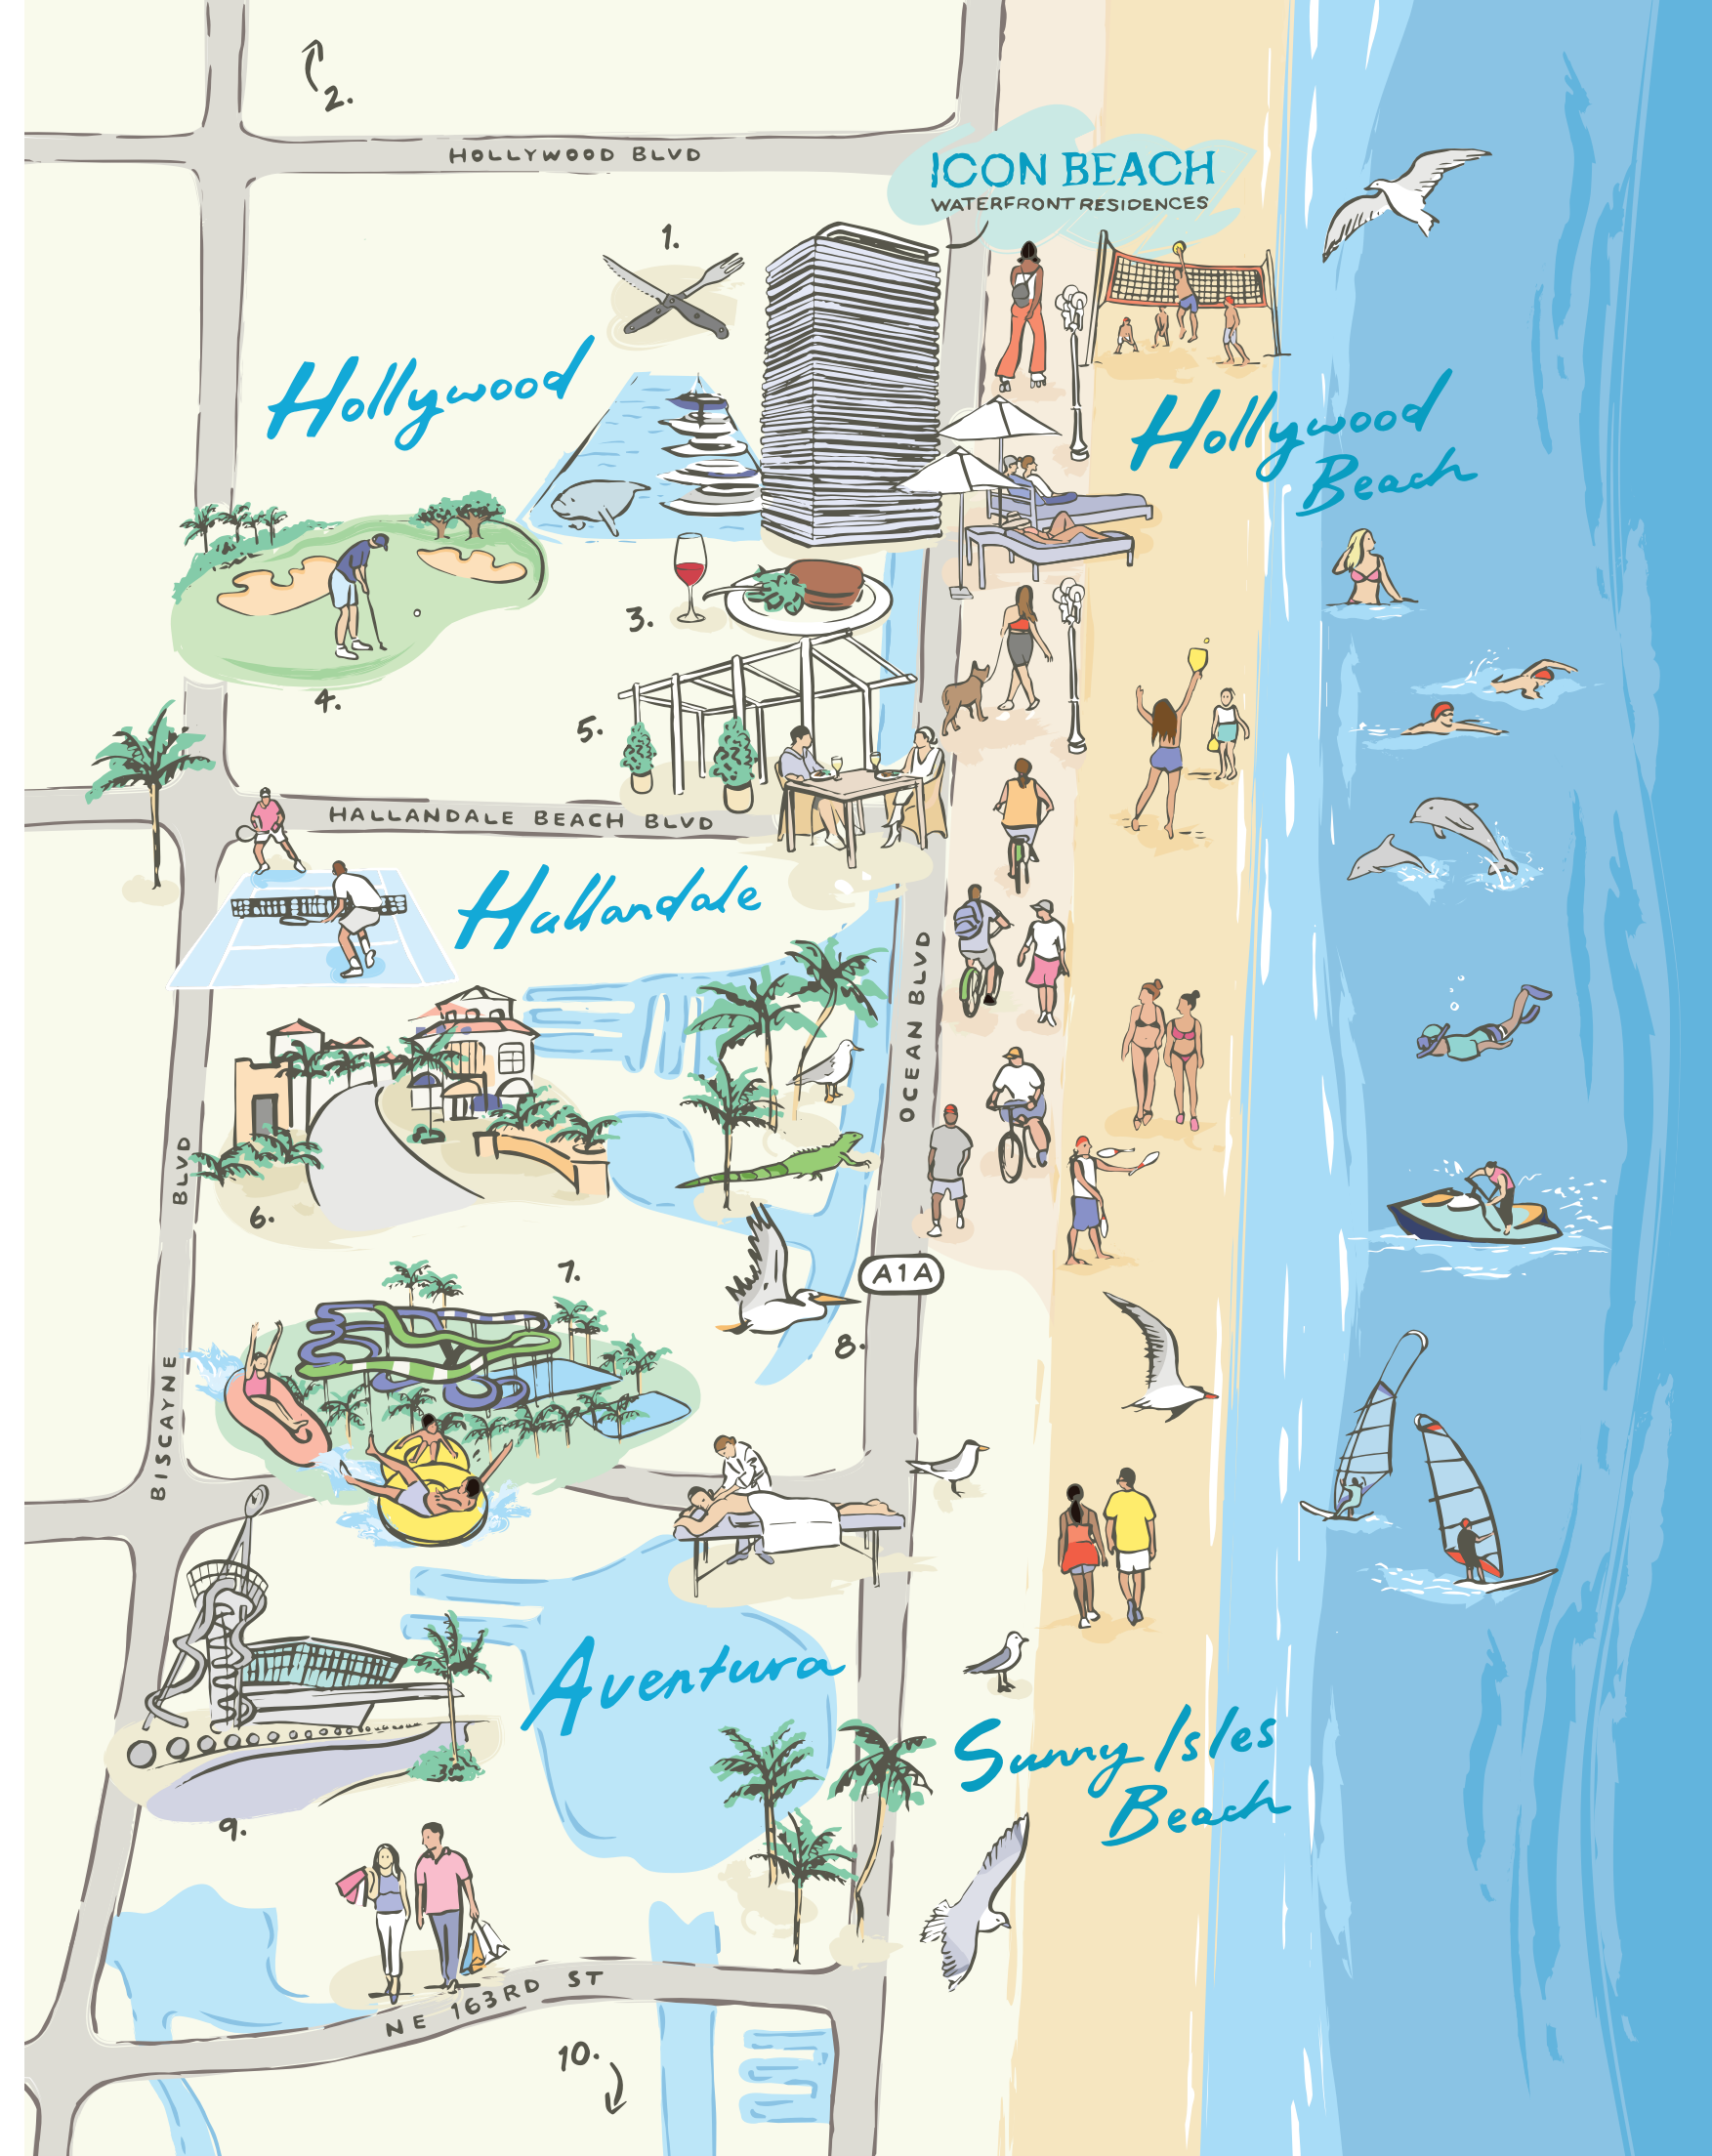 2.
HOLLYWOOD BLVD
ICON BEACH
WATERFRONT RESIDENCES
1.
Hollywood
Hollywood
Beach
3.
4.
5.
HALLANDALE BEACH BLVD
Hallandale
OCEAN BLVD
BISCAYNE BLVD
6.
7.
A1A
8.
Aventura
Sunny Isles
Beach
9.
NE 163RD ST
10.